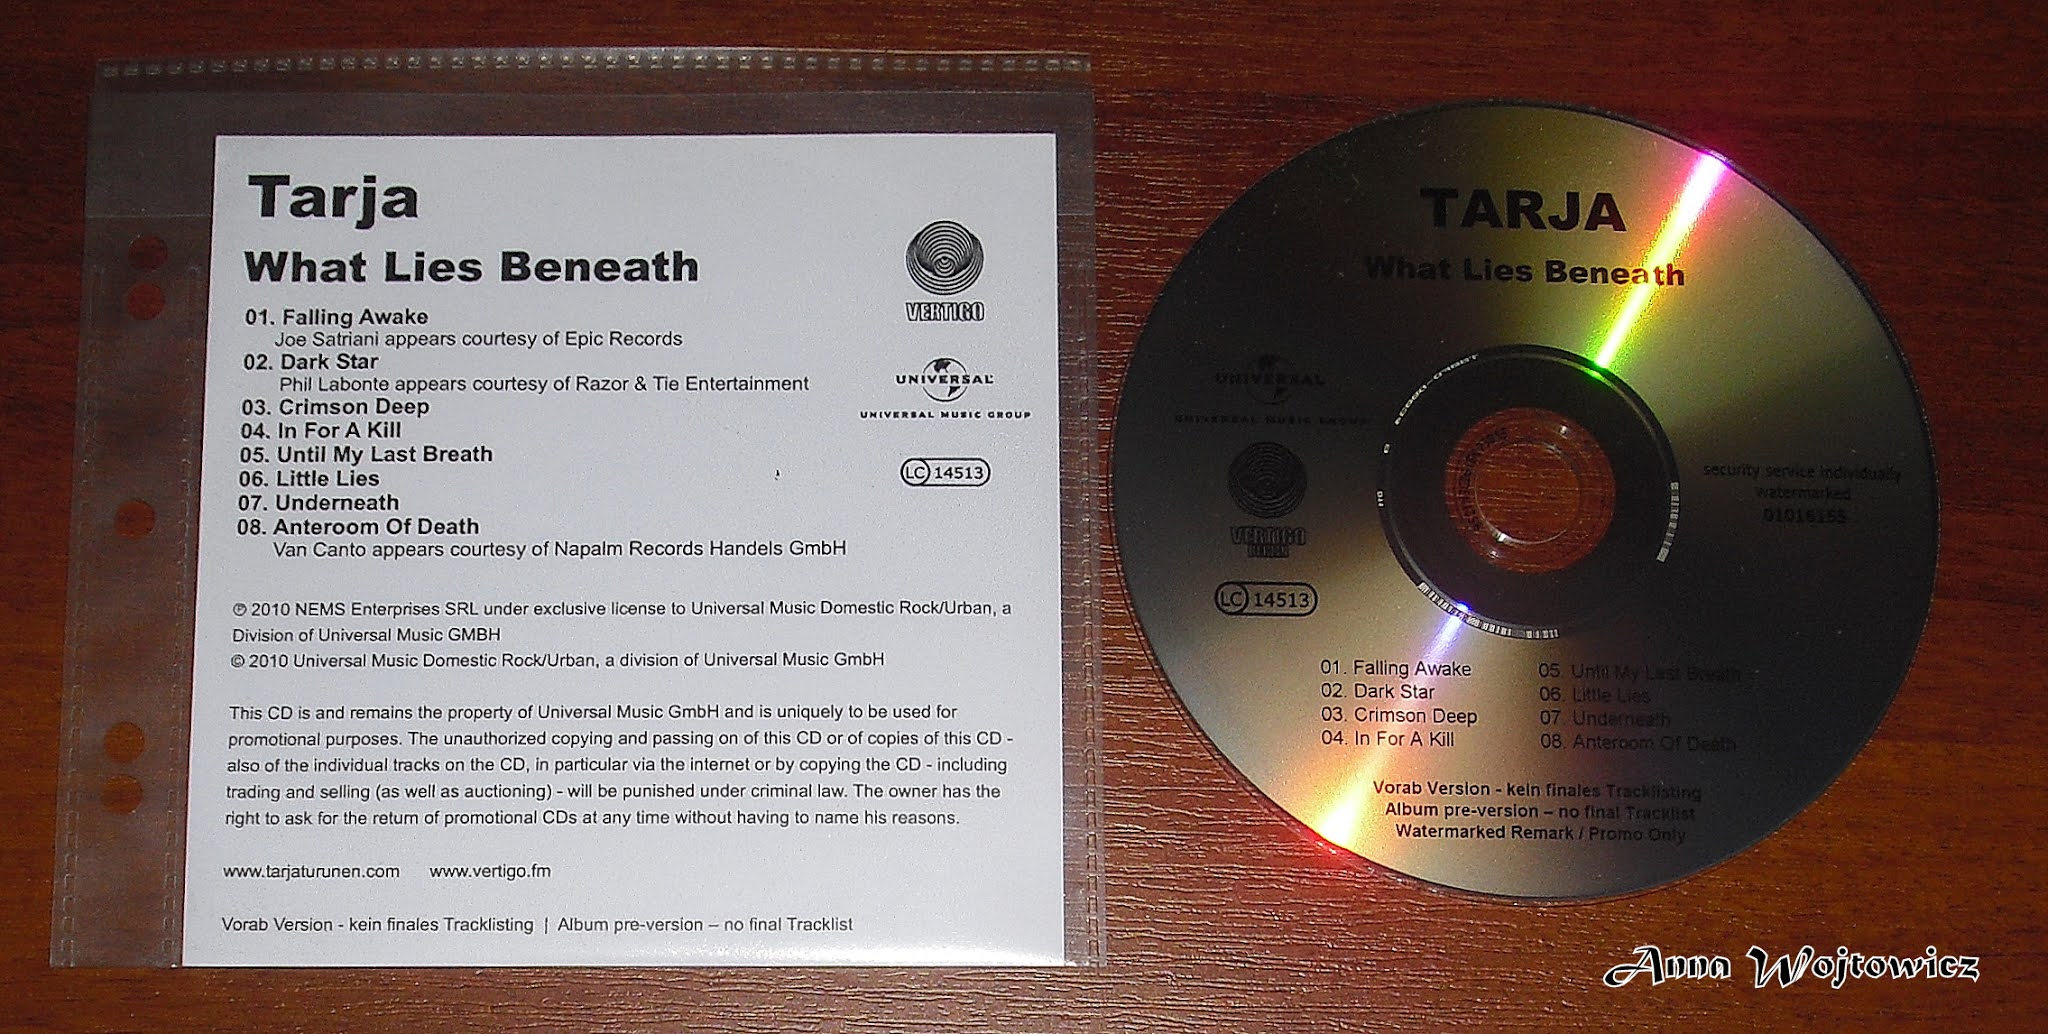 Tarja
What Lies Beneath
01. Falling Awake
Joe Satriani appears courtesy of Epic Records
02. Dark Star
Phil Labonte appears courtesy of Razor & Tie Entertainment
03. Crimson Deep
04. In For A Kill
05. Until My Last Breath
06. Little Lies
07. Underneath
08. Anteroom Of Death
Van Canto appears courtesy of Napalm Records Handels GmbH
VERTIGO
UNIVERSAL
UNIVERSAL MUSIC GROUP
LC 14513
℗ 2010 NEMS Enterprises SRL under exclusive license to Universal Music Domestic Rock/Urban, a
Division of Universal Music GMBH
© 2010 Universal Music Domestic Rock/Urban, a division of Universal Music GmbH
This CD is and remains the property of Universal Music GmbH and is uniquely to be used for
promotional purposes. The unauthorized copying and passing on of this CD or of copies of this CD -
also of the individual tracks on the CD, in particular via the internet or by copying the CD - including
trading and selling (as well as auctioning) - will be punished under criminal law. The owner has the
right to ask for the return of promotional CDs at any time without having to name his reasons.
www.tarjaturunen.com www.vertigo.fm
Vorab Version - kein finales Tracklisting | Album pre-version – no final Tracklist
TARJA
What Lies Beneath
UNIVERSAL
UNIVERSAL MUSIC GROUP
VERTIGO
BERLIN
LC 14513
security service individually
watermarked
01016165
01. Falling Awake
02. Dark Star
03. Crimson Deep
04. In For A Kill
05. Until My Last Breath
06. Little Lies
07. Underneath
08. Anteroom Of Death
Vorab Version - kein finales Tracklisting
Album pre-version – no final Tracklist
Watermarked Remark / Promo Only
Anna Wojtowicz